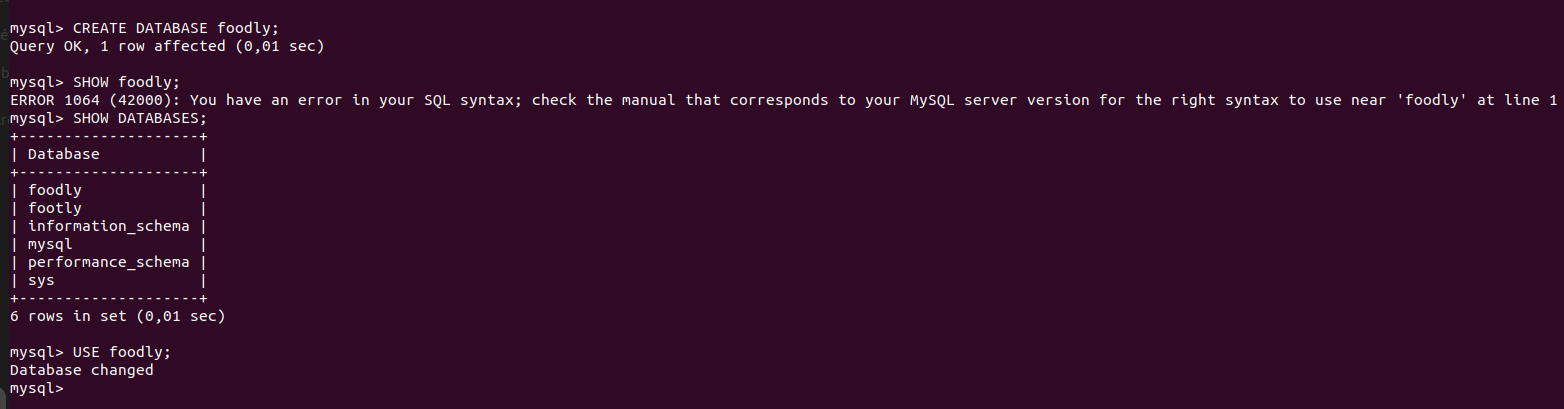 mysql> CREATE DATABASE foodly;
Query OK, 1 row affected (0,01 sec)
mysql> SHOW foodly;
ERROR 1064 (42000): You have an error in your SQL syntax; check the manual that corresponds to your MySQL server version for the right syntax to use near 'foodly' at line 1
mysql> SHOW DATABASES;
+--------------------+
| Database           |
+--------------------+
| foodly             |
| footly             |
| information_schema |
| mysql              |
| performance_schema |
| sys                |
+--------------------+
6 rows in set (0,01 sec)
mysql> USE foodly;
Database changed
mysql>